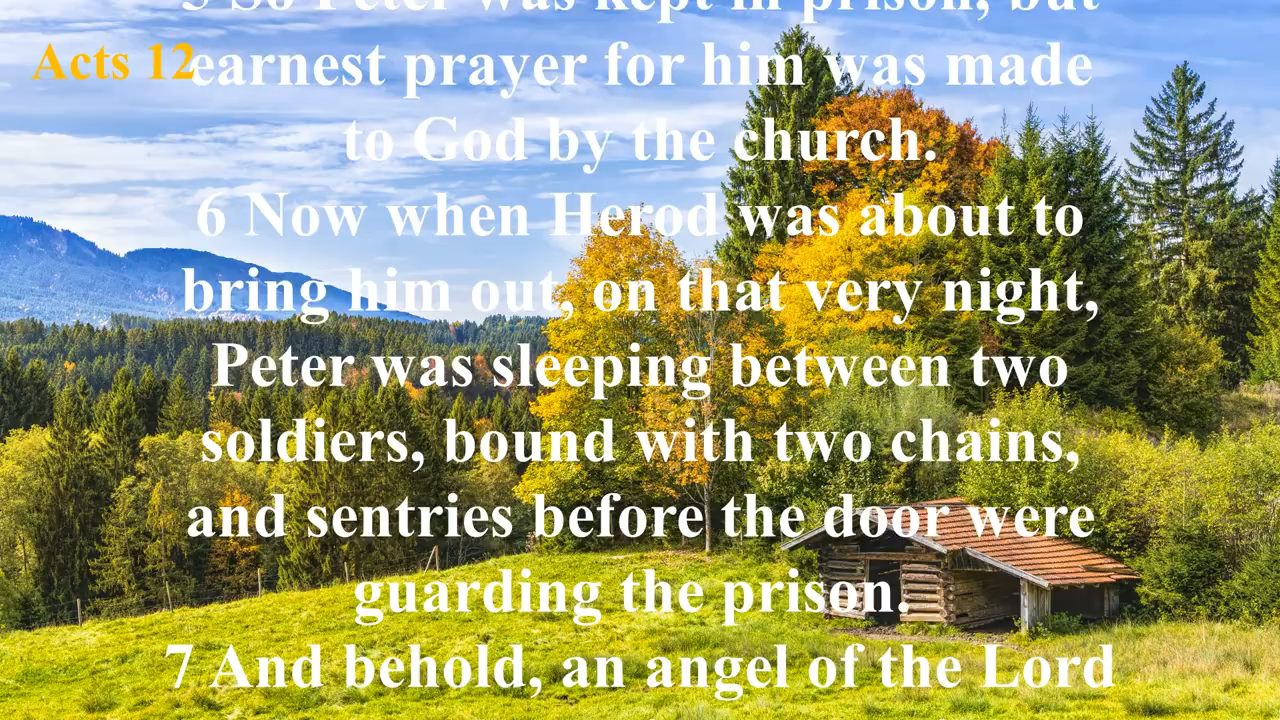 5 So Peter was kept in prison, but
Acts 12
earnest prayer for him was made
to God by the church.
6 Now when Herod was about to
bring him out, on that very night,
Peter was sleeping between two
soldiers, bound with two chains,
and sentries before the door were
guarding the prison.
7 And behold, an angel of the Lord